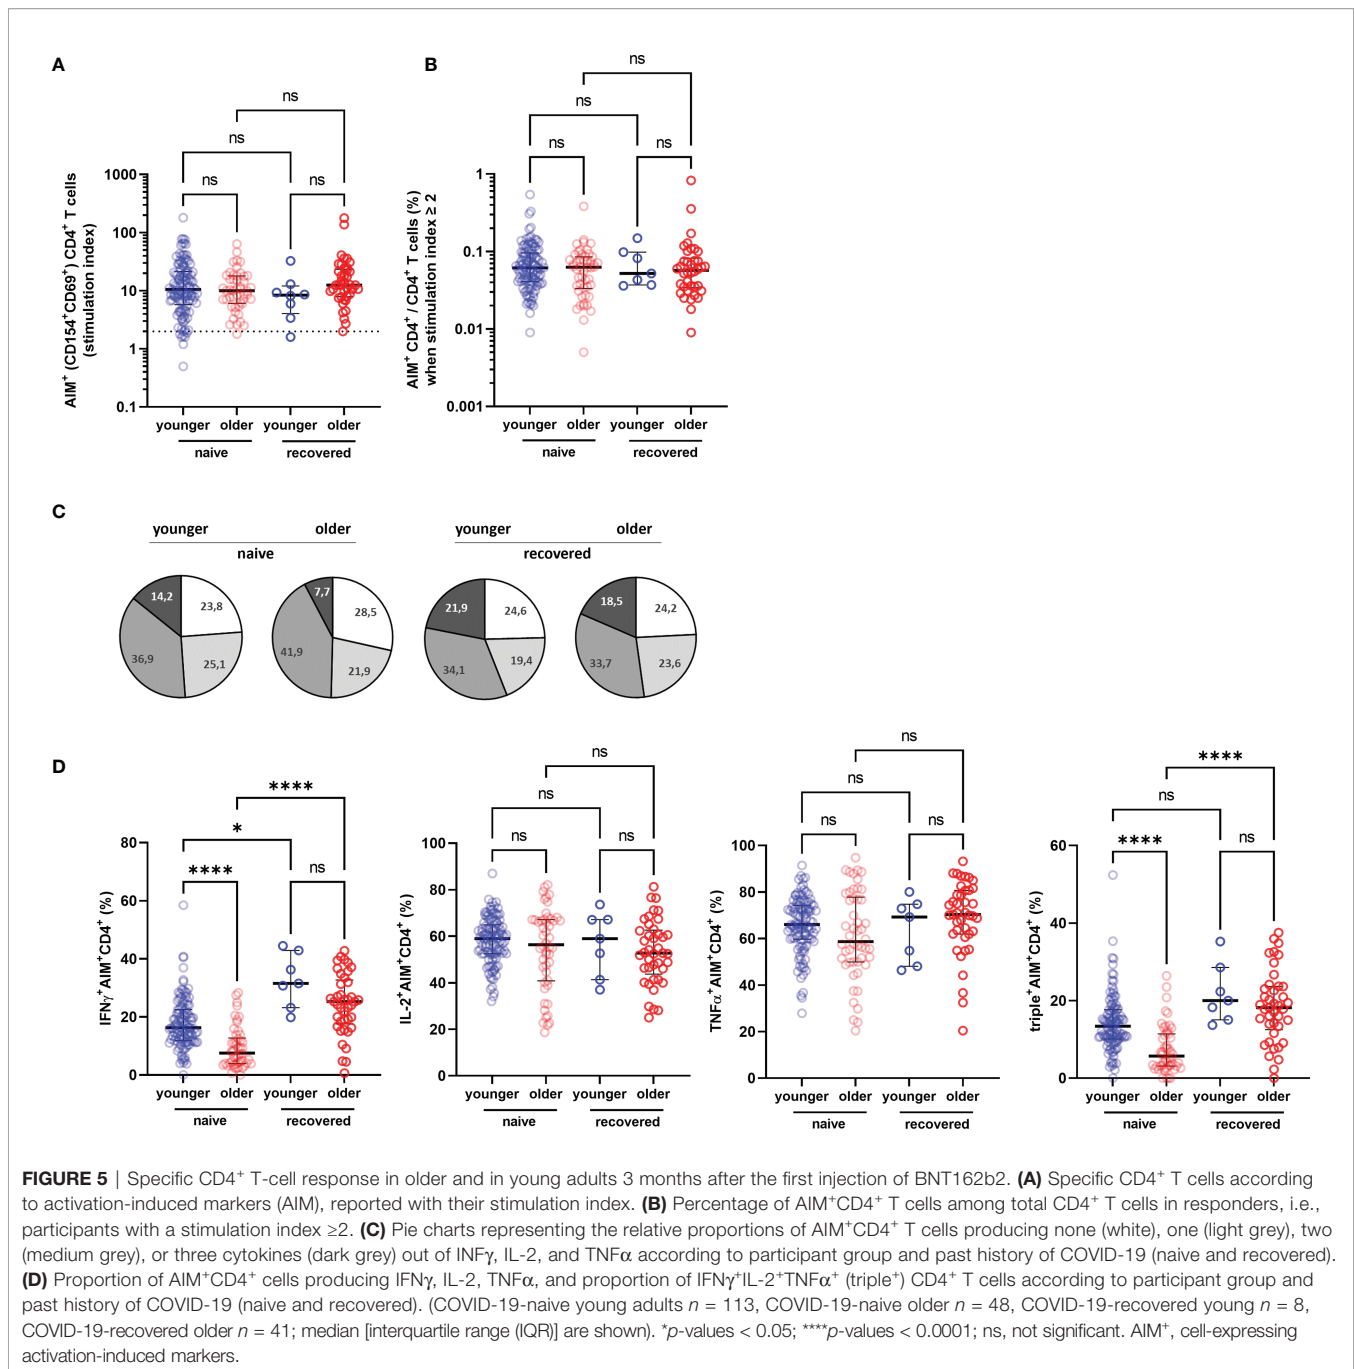 A
B
ns
ns
ns
ns
ns
ns
ns
ns
AIM⁺ (CD154⁺CD69⁺) CD4⁺ T cells
(stimulation index)
1000
100
10
1
0.1
younger older younger older
naive recovered
AIM⁺ CD4⁺ / CD4⁺ T cells (%)
when stimulation index ≥ 2
1
0.1
0.01
0.001
younger older younger older
naive recovered
C
younger older younger older
naive recovered
14,2 23,8 36,9 25,1
7,7 28,5 41,9 21,9
21,9 24,6 34,1 19,4
18,5 24,2 33,7 23,6
D
****
*
****
ns
IFNγ⁺AIM⁺CD4⁺ (%)
80
60
40
20
0
younger older younger older
naive recovered
ns
ns
ns
ns
IL-2⁺AIM⁺CD4⁺ (%)
100
80
60
40
20
0
younger older younger older
naive recovered
ns
ns
ns
ns
TNFα⁺AIM⁺CD4⁺ (%)
100
80
60
40
20
0
younger older younger older
naive recovered
****
ns
****
ns
triple⁺AIM⁺CD4⁺ (%)
60
40
20
0
younger older younger older
naive recovered
FIGURE 5 | Specific CD4⁺ T-cell response in older and in young adults 3 months after the first injection of BNT162b2. (A) Specific CD4⁺ T cells according
to activation-induced markers (AIM), reported with their stimulation index. (B) Percentage of AIM⁺CD4⁺ T cells among total CD4⁺ T cells in responders, i.e.,
participants with a stimulation index ≥2. (C) Pie charts representing the relative proportions of AIM⁺CD4⁺ T cells producing none (white), one (light grey), two
(medium grey), or three cytokines (dark grey) out of INFγ, IL-2, and TNFα according to participant group and past history of COVID-19 (naive and recovered).
(D) Proportion of AIM⁺CD4⁺ cells producing IFNγ, IL-2, TNFα, and proportion of IFNγ⁺IL-2⁺TNFα⁺ (triple⁺) CD4⁺ T cells according to participant group and
past history of COVID-19 (naive and recovered). (COVID-19-naive young adults n = 113, COVID-19-naive older n = 48, COVID-19-recovered young n = 8,
COVID-19-recovered older n = 41; median [interquartile range (IQR)] are shown). *p-values < 0.05; ****p-values < 0.0001; ns, not significant. AIM⁺, cell-expressing
activation-induced markers.